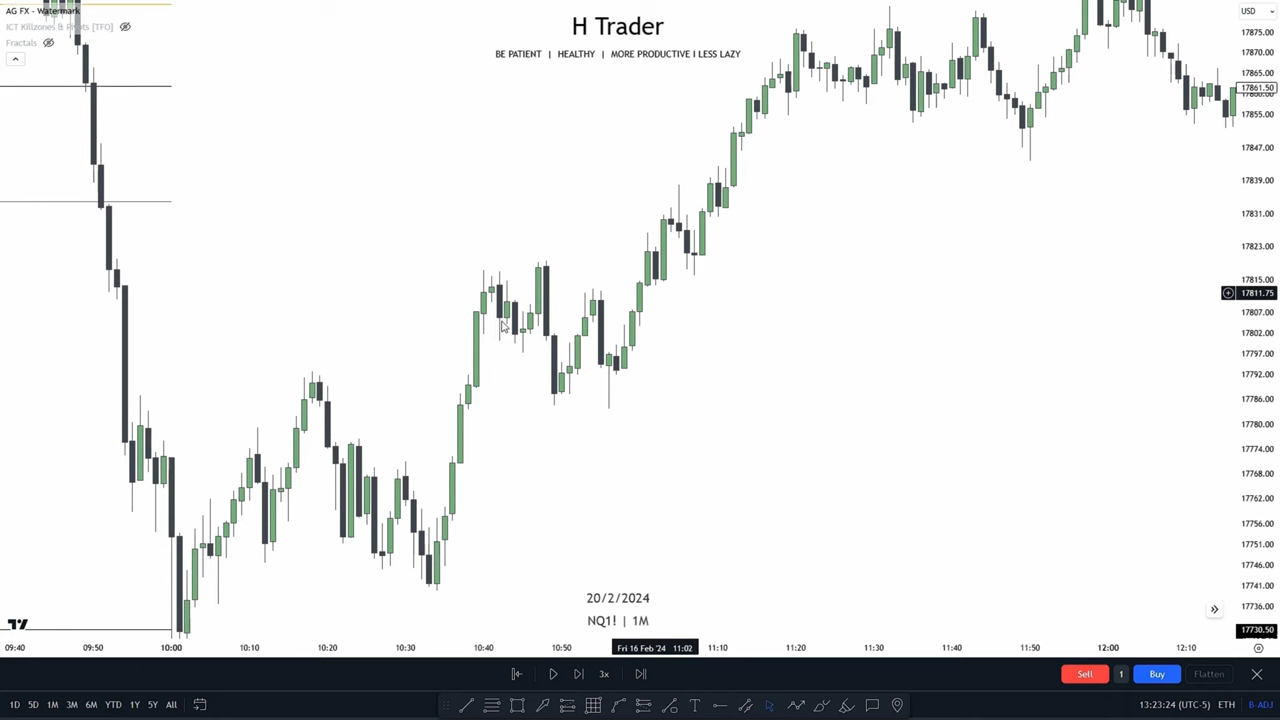 AG FX - Watermark
ICT Killzones & Pivots [TFO]
Fractals
H Trader
BE PATIENT | HEALTHY | MORE PRODUCTIVE I LESS LAZY
USD
17875.00
17870.00
17865.00
17861.50
17855.00
17847.00
17839.00
17831.00
17823.00
17815.00
17811.75
17807.00
17802.00
17797.00
17792.00
17786.00
17780.00
17774.00
17768.00
17762.00
17756.00
17751.00
17746.00
17741.00
17736.00
17730.50
20/2/2024
NQ1! | 1M
09:40 09:50 10:00 10:10 10:20 10:30 10:40 10:50 Fri 16 Feb '24 11:02 11:10 11:20 11:30 11:40 11:50 12:00 12:10
3x Sell 1 Buy Flatten
1D 5D 1M 3M 6M YTD 1Y 5Y All 13:23:24 (UTC-5) ETH B-ADJ